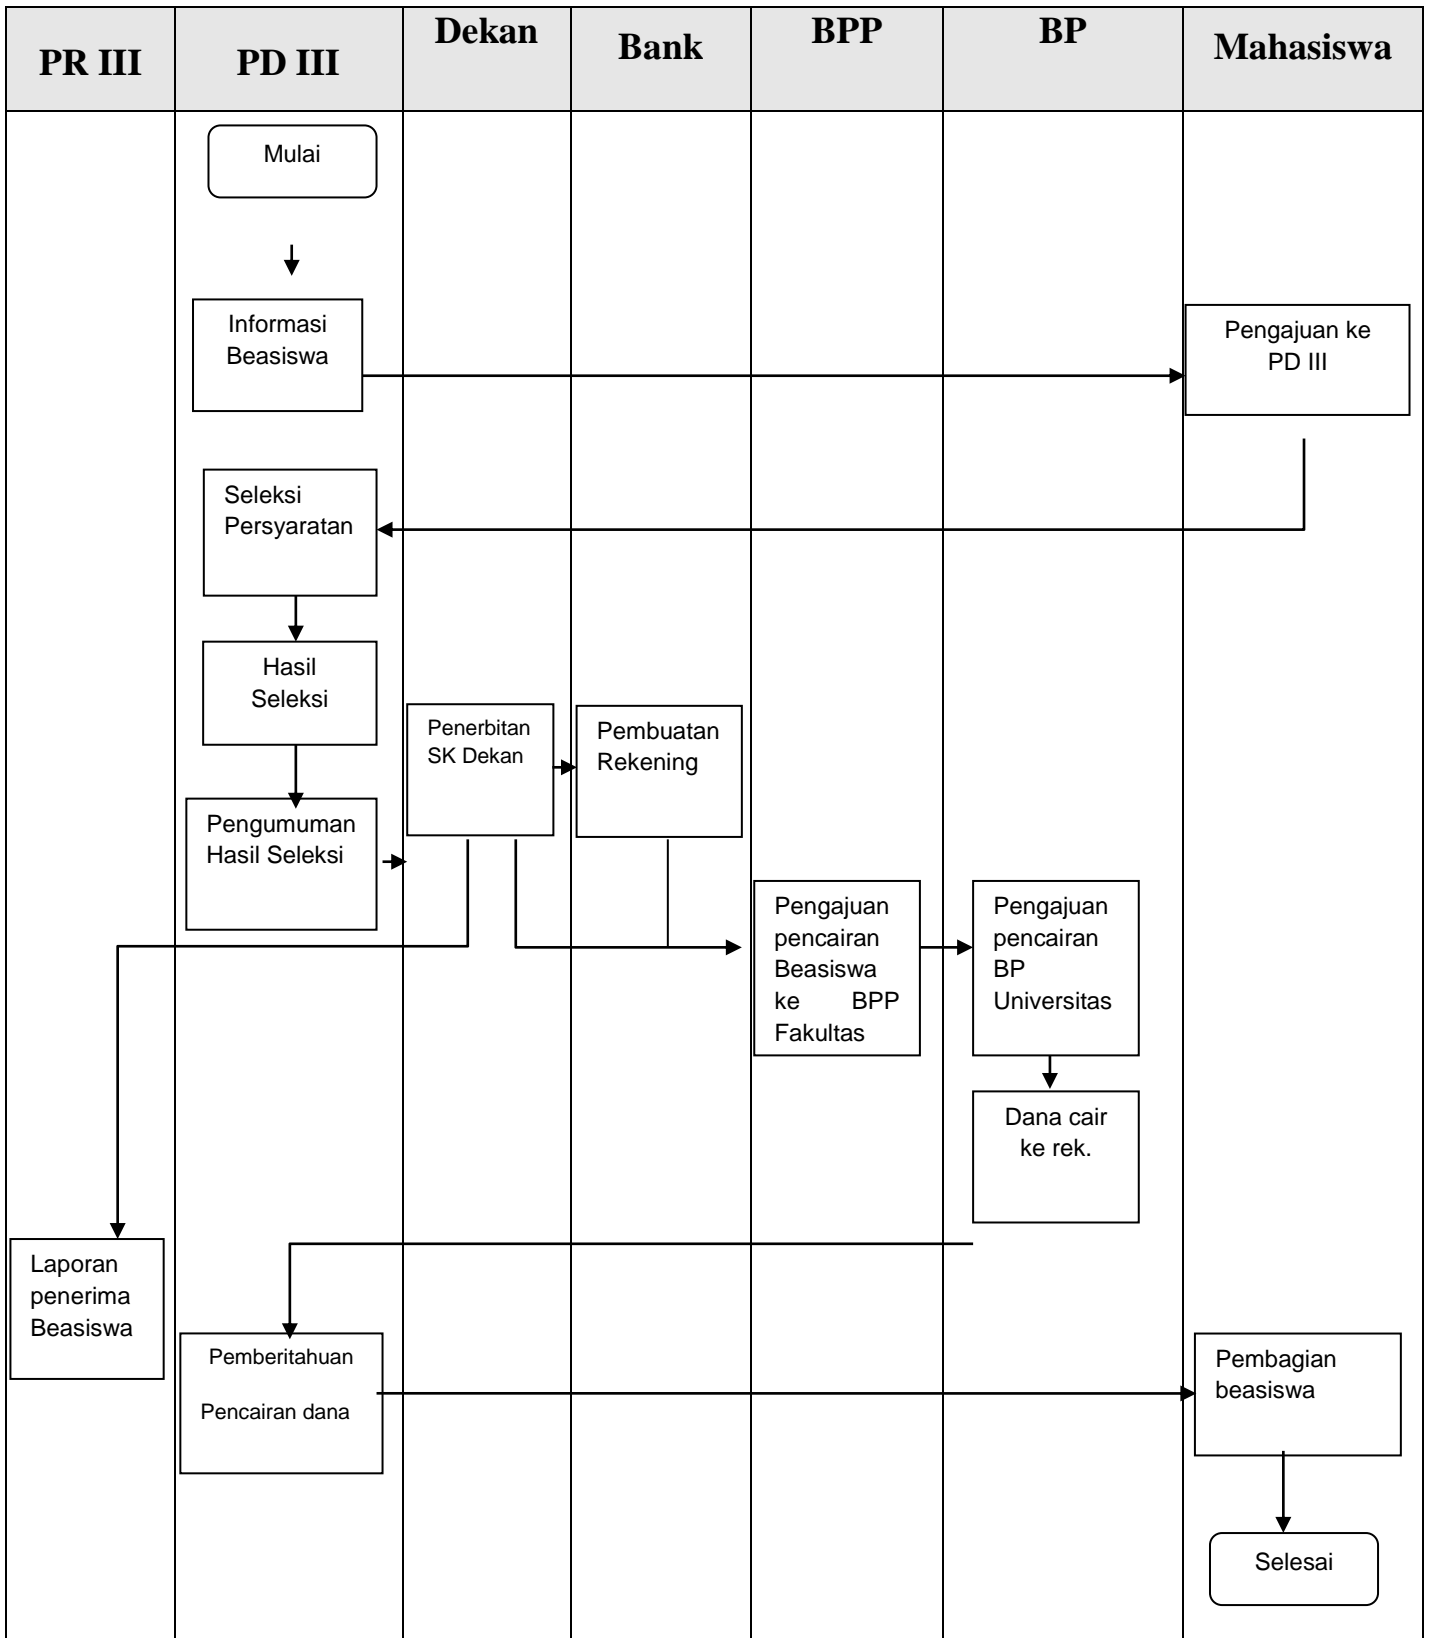 PR III
PD III
Dekan
Bank
BPP
BP
Mahasiswa
Mulai
Informasi
Beasiswa
Pengajuan ke
PD III
Seleksi
Persyaratan
Hasil
Seleksi
Penerbitan
SK Dekan
Pembuatan
Rekening
Pengumuman
Hasil Seleksi
Pengajuan
pencairan
Beasiswa
ke BPP
Fakultas
Pengajuan
pencairan
BP
Universitas
Dana cair
ke rek.
Laporan
penerima
Beasiswa
Pemberitahuan
Pencairan dana
Pembagian
beasiswa
Selesai